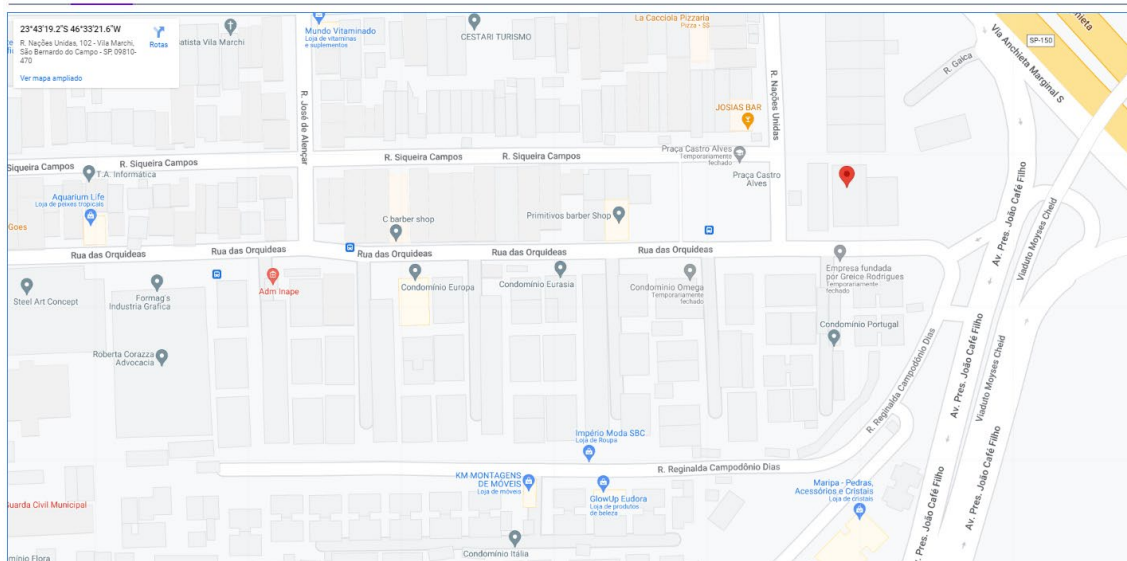 23°43'19.2"S 46°33'21.6"W
R. Nações Unidas, 102 - Vila Marchi,
São Bernardo do Campo - SP, 09810-
470
Rotas
Ver mapa ampliado
atista Vila Marchi
Mundo Vitaminado
Loja de vitaminas
e suplementos
CESTARI TURISMO
La Cacciola Pizzaria
Pizza • $$
SP-150
Via Anchieta Marginal S
R. Galca
R. José de Alençar
R. Nações Unidas
JOSIAS BAR
Siqueira Campos
R. Siqueira Campos
R. Siqueira Campos
R. Siqueira Campos
Praça Castro Alves
Temporariamente
fechado
Praça Castro
Alves
T.A. Informatica
Aquarium Life
Loja de peixes tropicais
Goes
C barber shop
Primitivos barber Shop
Rua das Orquideas
Rua das Orquideas
Rua das Orquideas
Rua das Orquideas
Rua das Orquideas
Steel Art Concept
Formag's
Industria Grafica
Adm Inape
Condomínio Europa
Condomínio Eurasia
Condomínio Omega
Temporariamente
fechado
Empresa fundada
por Greice Rodrigues
Temporariamente
fechado
Condomínio Portugal
Roberta Corazza
Advocacia
Av. Pres. João Café Filho
Viaduto Moyses Cheid
Av. Pres. João Café Filho
Viaduto Moyses Cheid
R. Reginalda Campodônio Dias
Império Moda SBC
Loja de Roupa
R. Reginalda Campodônio Dias
KM MONTAGENS
DE MÓVEIS
Loja de móveis
GlowUp Eudora
Loja de produtos
de beleza
Maripa - Pedras,
Acessórios e Cristais
Loja de cristais
Av. Pres. João Café Filho
Pres. João Café Filho
uarda Civil Municipal
Condomínio Itália
mínio Flora